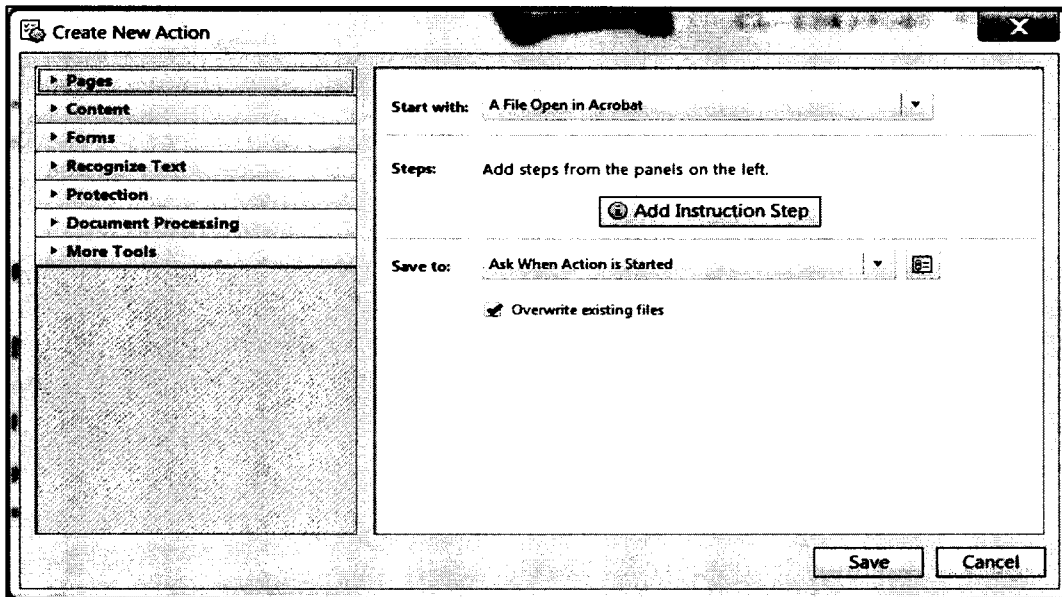 Create New Action
Pages
Content
Forms
Recognize Text
Protection
Document Processing
More Tools
Start with: A File Open in Acrobat
Steps: Add steps from the panels on the left.
Add Instruction Step
Save to: Ask When Action is Started
Overwrite existing files
Save Cancel